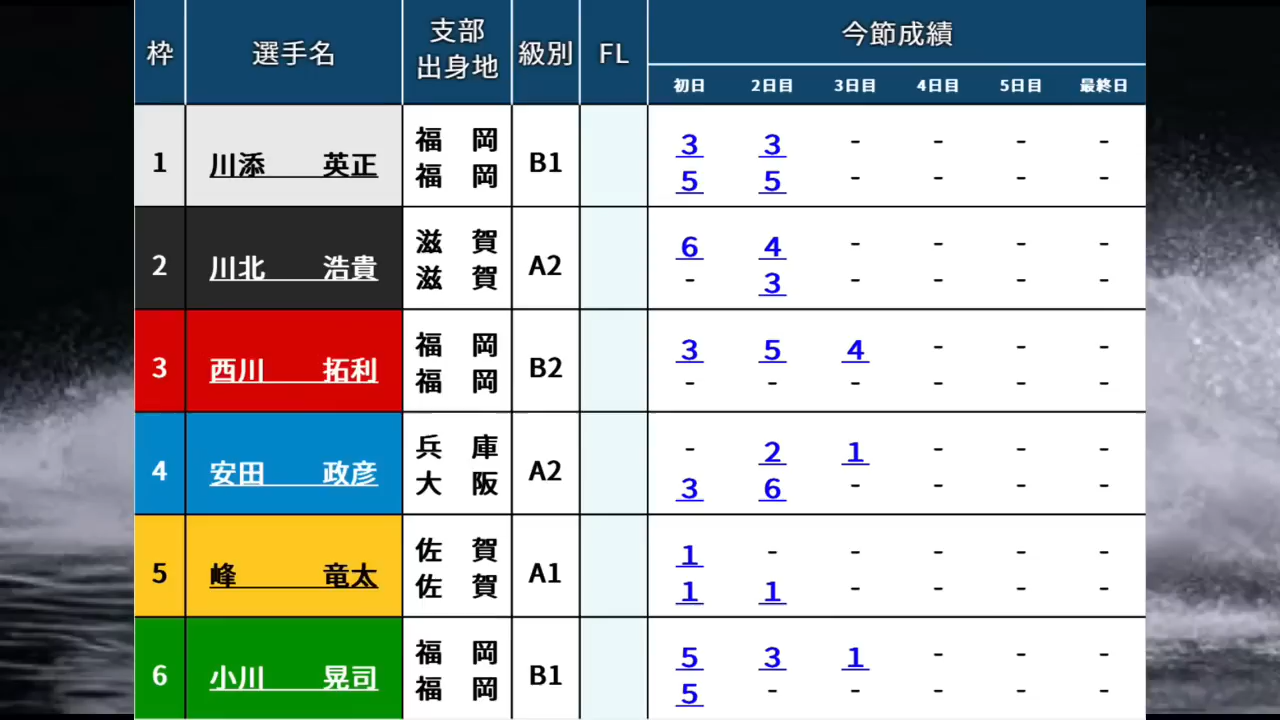 枠 選手名 支部 出身地 級別 FL 今節成績
初日 2日目 3日目 4日目 5日目 最終日
1 川添 英正 福岡 福岡 B1 3 3 - - - -
5 5 - - - -
2 川北 浩貴 滋賀 滋賀 A2 6 4 - - - -
- 3 - - - -
3 西川 拓利 福岡 福岡 B2 3 5 4 - - -
- - - - - -
4 安田 政彦 兵庫 大阪 A2 - 2 1 - - -
3 6 - - - -
5 峰 竜太 佐賀 佐賀 A1 1 - - - - -
1 1 - - - -
6 小川 晃司 福岡 福岡 B1 5 3 1 - - -
5 - - - - -